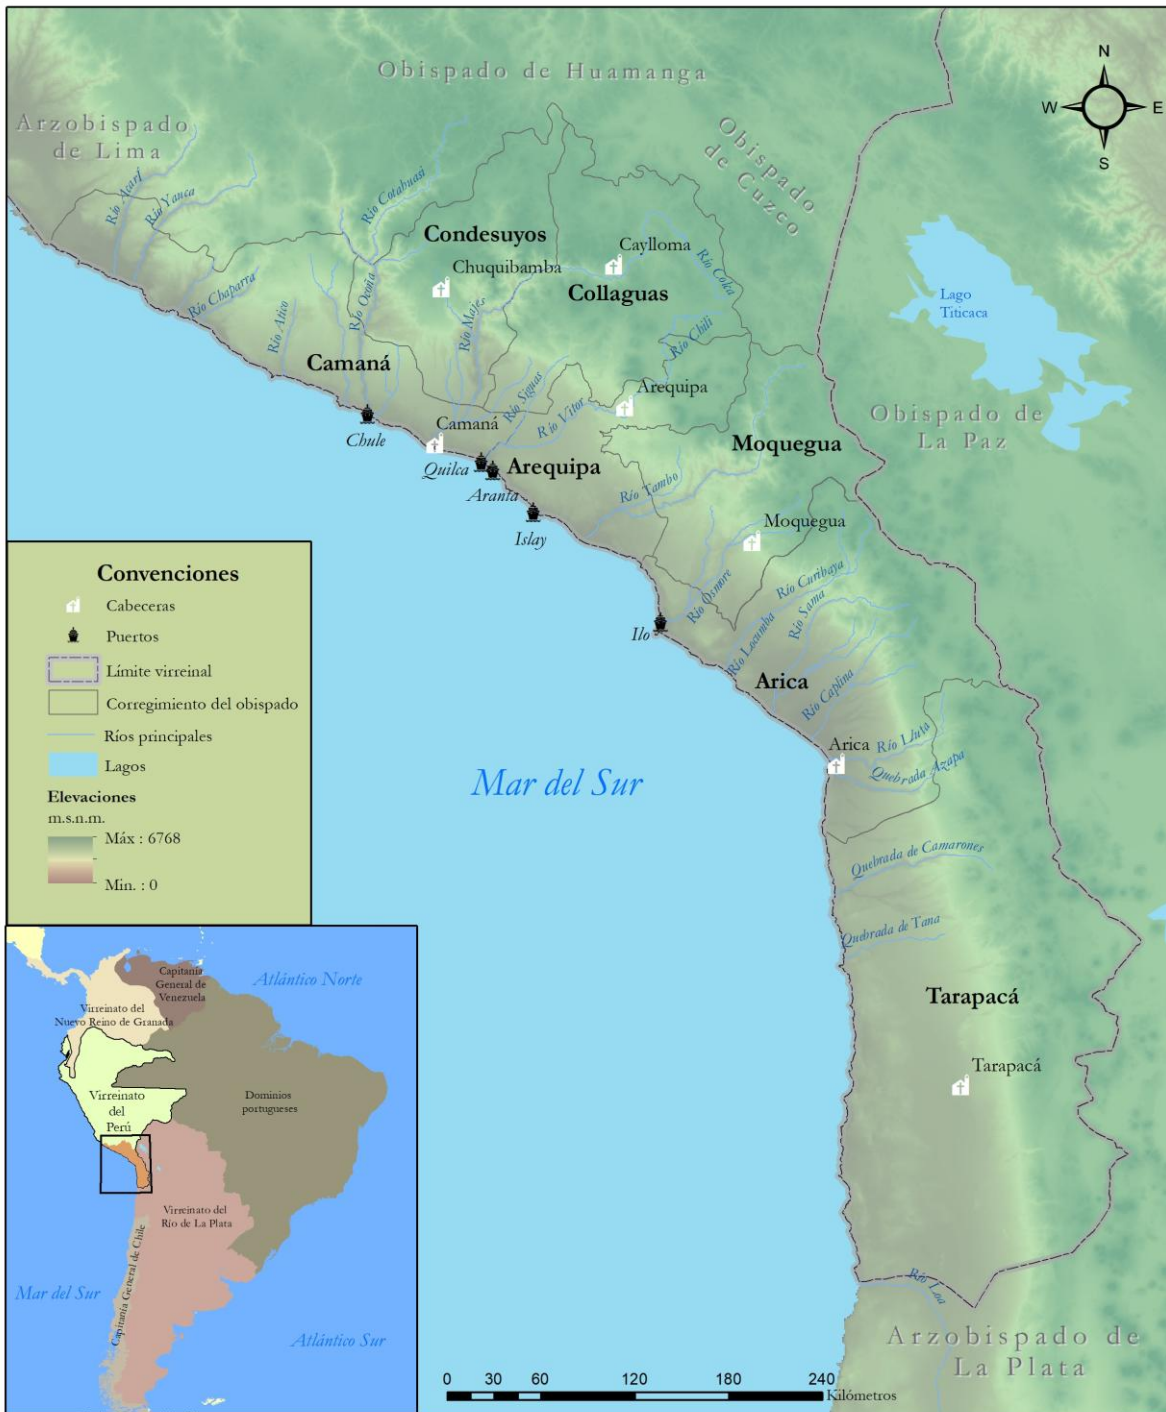 Obispado de Huamanga
N
W
E
S
Arzobispado
de Lima
Obispado
de Cuzco
Río Acarí
Río Yanca
Río Cotahuasi
Condesuyos
Chuquibamba
Caylloma
Collaguas
Río Colca
Río Chaparra
Río Atico
Río Ocoña
Río Majes
Río Chili
Lago
Titicaca
Camaná
Río Siguas
Arequipa
Chule
Camaná
Río Vítor
Obispado de
La Paz
Moquegua
Quilca
Arequipa
Aranta
Río Tambo
Islay
Moquegua
Río Osmore
Río Curibaya
Río Sama
Ilo
Río Locumba
Arica
Río Caplina
Arica
Río Lluta
Quebrada Azapa
Mar del Sur
Quebrada de Camarones
Quebrada de Tana
Tarapacá
Tarapacá
Río Loa
Arzobispado de
La Plata
Convenciones
Cabeceras
Puertos
Límite virreinal
Corregimiento del obispado
Ríos principales
Lagos
Elevaciones
m.s.n.m.
Máx : 6768
Min. : 0
Capitanía
General de
Venezuela
Atlántico Norte
Virreinato del
Nuevo Reino de Granada
Virreinato
del
Perú
Dominios
portugueses
Virreinato del
Río de La Plata
Capitanía General de Chile
Mar del Sur
Atlántico Sur
0 30 60 120 180 240
Kilómetros